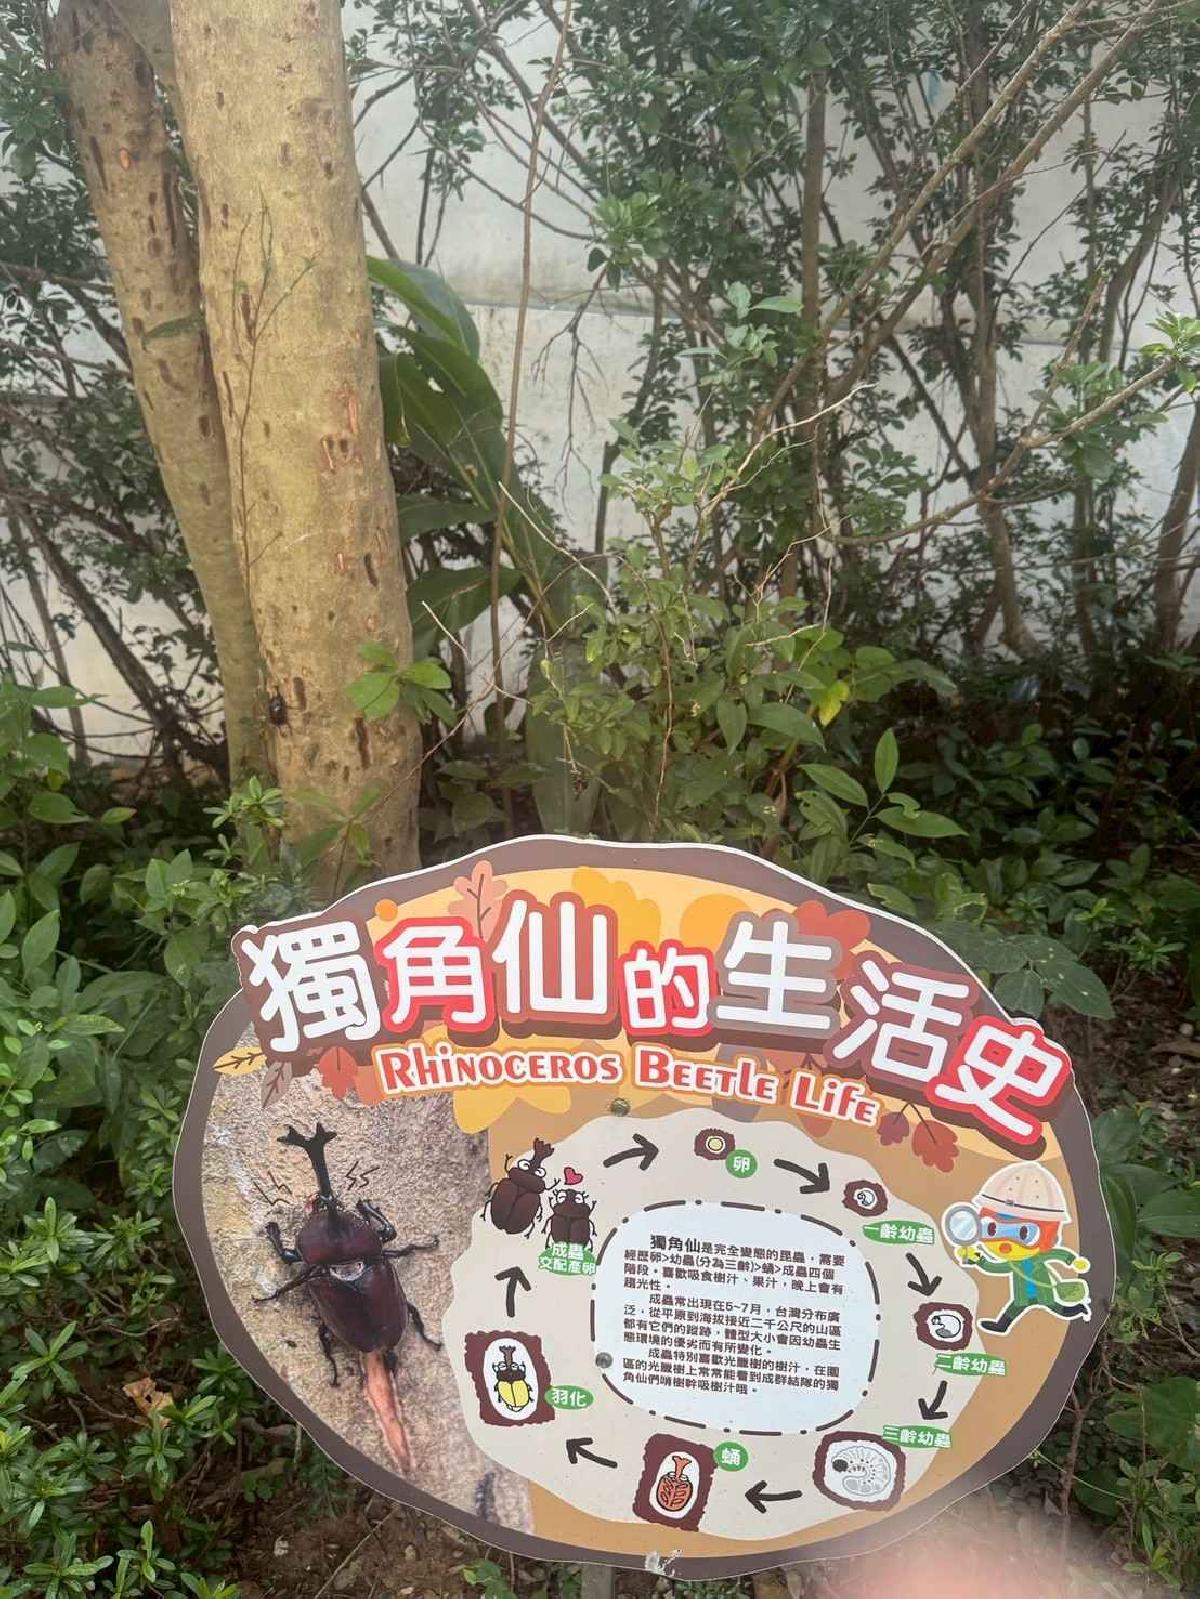 獨角仙的生活史
Rhinoceros Beetle Life
卵
一齡幼蟲
二齡幼蟲
三齡幼蟲
蛹
羽化
成蟲
交配產卵
獨角仙是完全變態的昆蟲，需要
經歷卵>幼蟲(分為三齡)>蛹>成蟲四個
階段。喜歡吸食樹汁、果汁，晚上會有
趨光性。
成蟲常出現在5~7月，台灣分布廣
泛，從平原到海拔接近二千公尺的山區
都有它們的蹤跡，體型大小會因幼蟲生
態環境的優劣而有所變化。
成蟲特別喜歡光臘樹的樹汁，在園
區的光臘樹上常常能看到成群結隊的獨
角仙們啃樹幹吸樹汁哦。